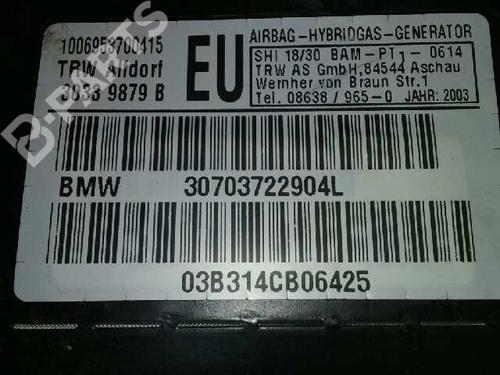 1006953700415
TRW Alfdorf
3033 9879 B
EU
AIRBAG-HYBRIDGAS-GENERATOR
SHI 18/30 BAM-PT1-0614
TRW AS GmbH,84544 Aschau
Wernher von Braun Str.1
Tel. 08638/965-0 JAHR: 2003
BMW 30703722904L
03B314CB06425
B-PARTS